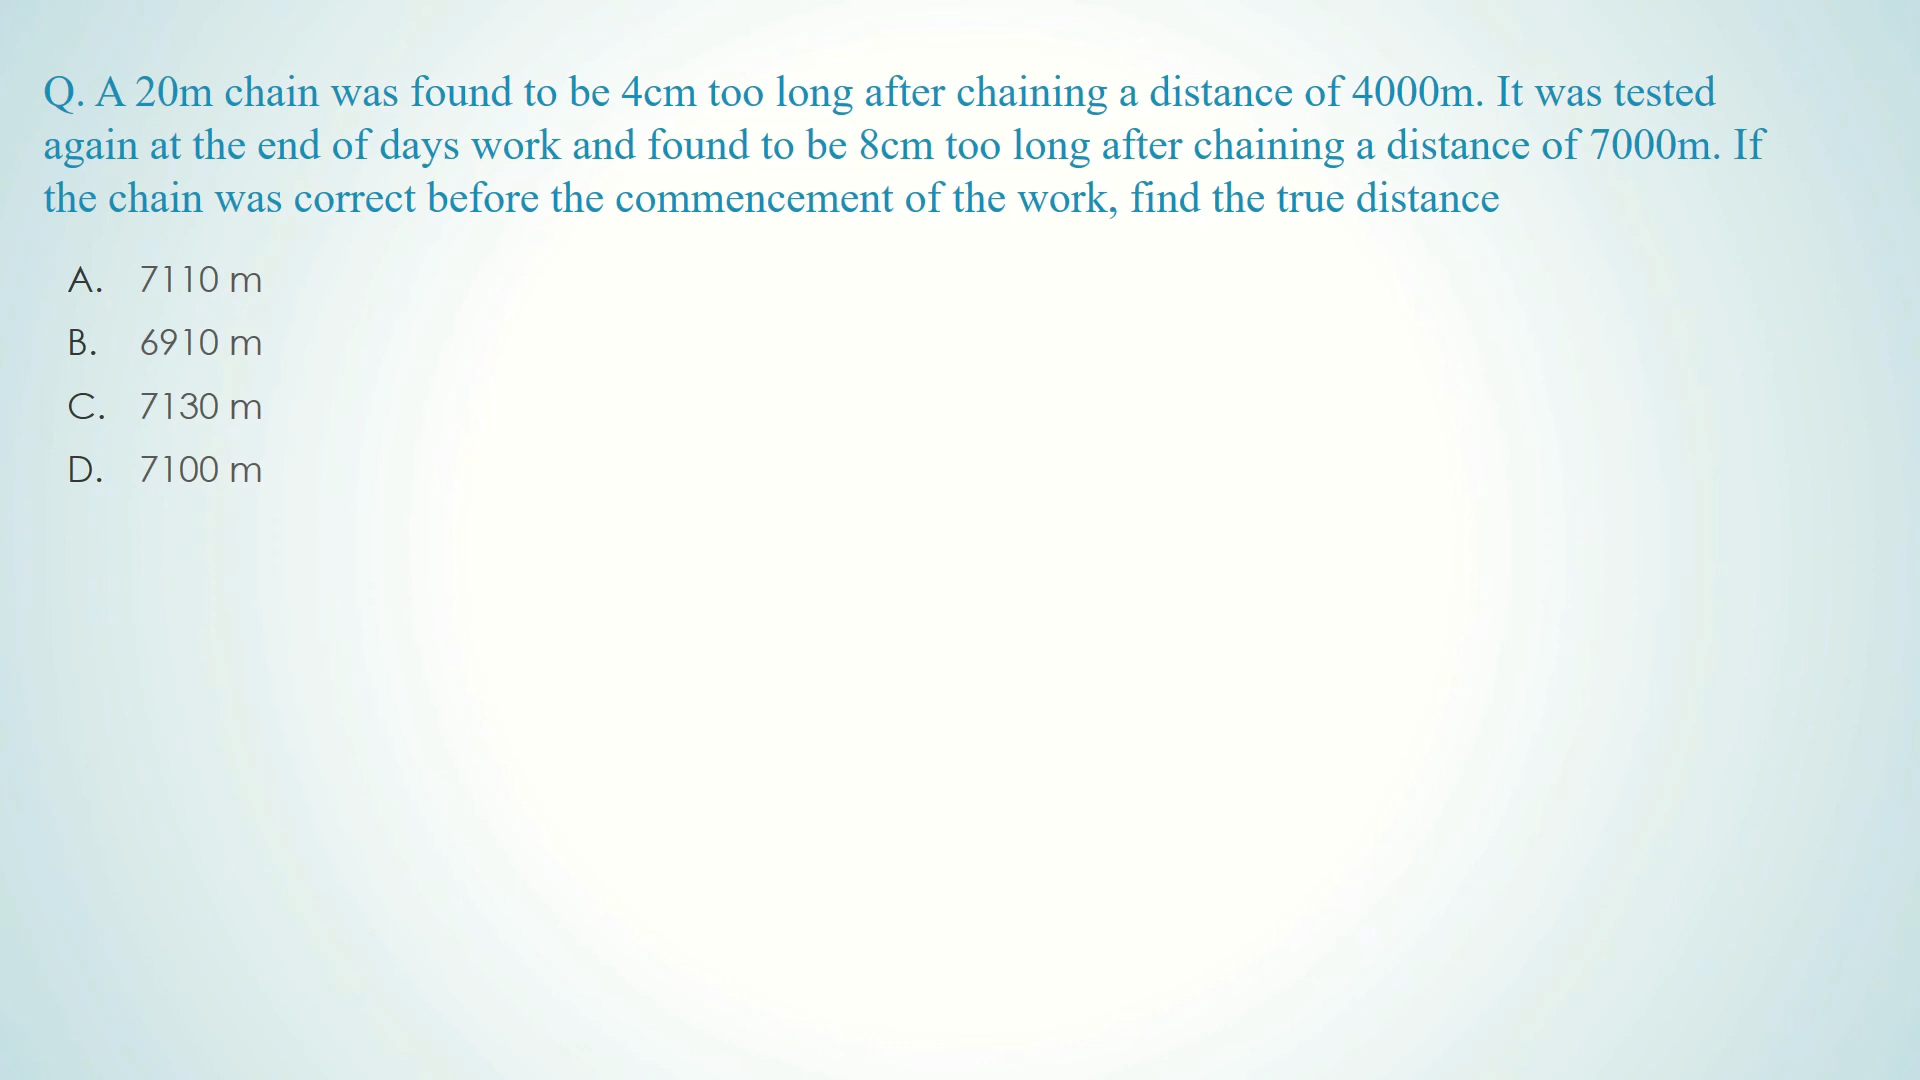 Q. A 20m chain was found to be 4cm too long after chaining a distance of 4000m. It was tested
again at the end of days work and found to be 8cm too long after chaining a distance of 7000m. If
the chain was correct before the commencement of the work, find the true distance
A. 7110 m
B. 6910 m
C. 7130 m
D. 7100 m